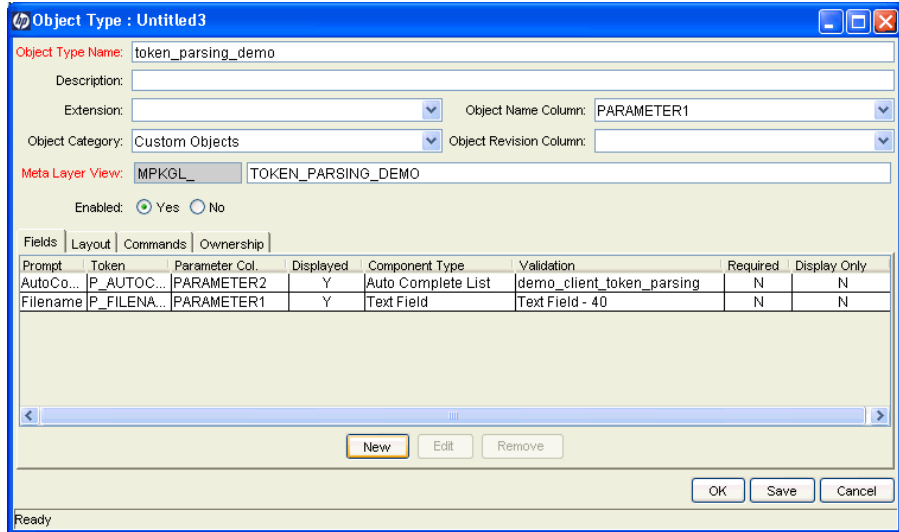 hp Object Type : Untitled3
Object Type Name: token_parsing_demo
Description:
Extension: Object Name Column: PARAMETER1
Object Category: Custom Objects Object Revision Column:
Meta Layer View: MPKGL_ TOKEN_PARSING_DEMO
Enabled: Yes No
Fields Layout Commands Ownership
Prompt Token Parameter Col. Displayed Component Type Validation Required Display Only
AutoCo... P_AUTOC... PARAMETER2 Y Auto Complete List demo_client_token_parsing N N
Filename P_FILENA... PARAMETER1 Y Text Field Text Field - 40 N N
New Edit Remove
OK Save Cancel
Ready